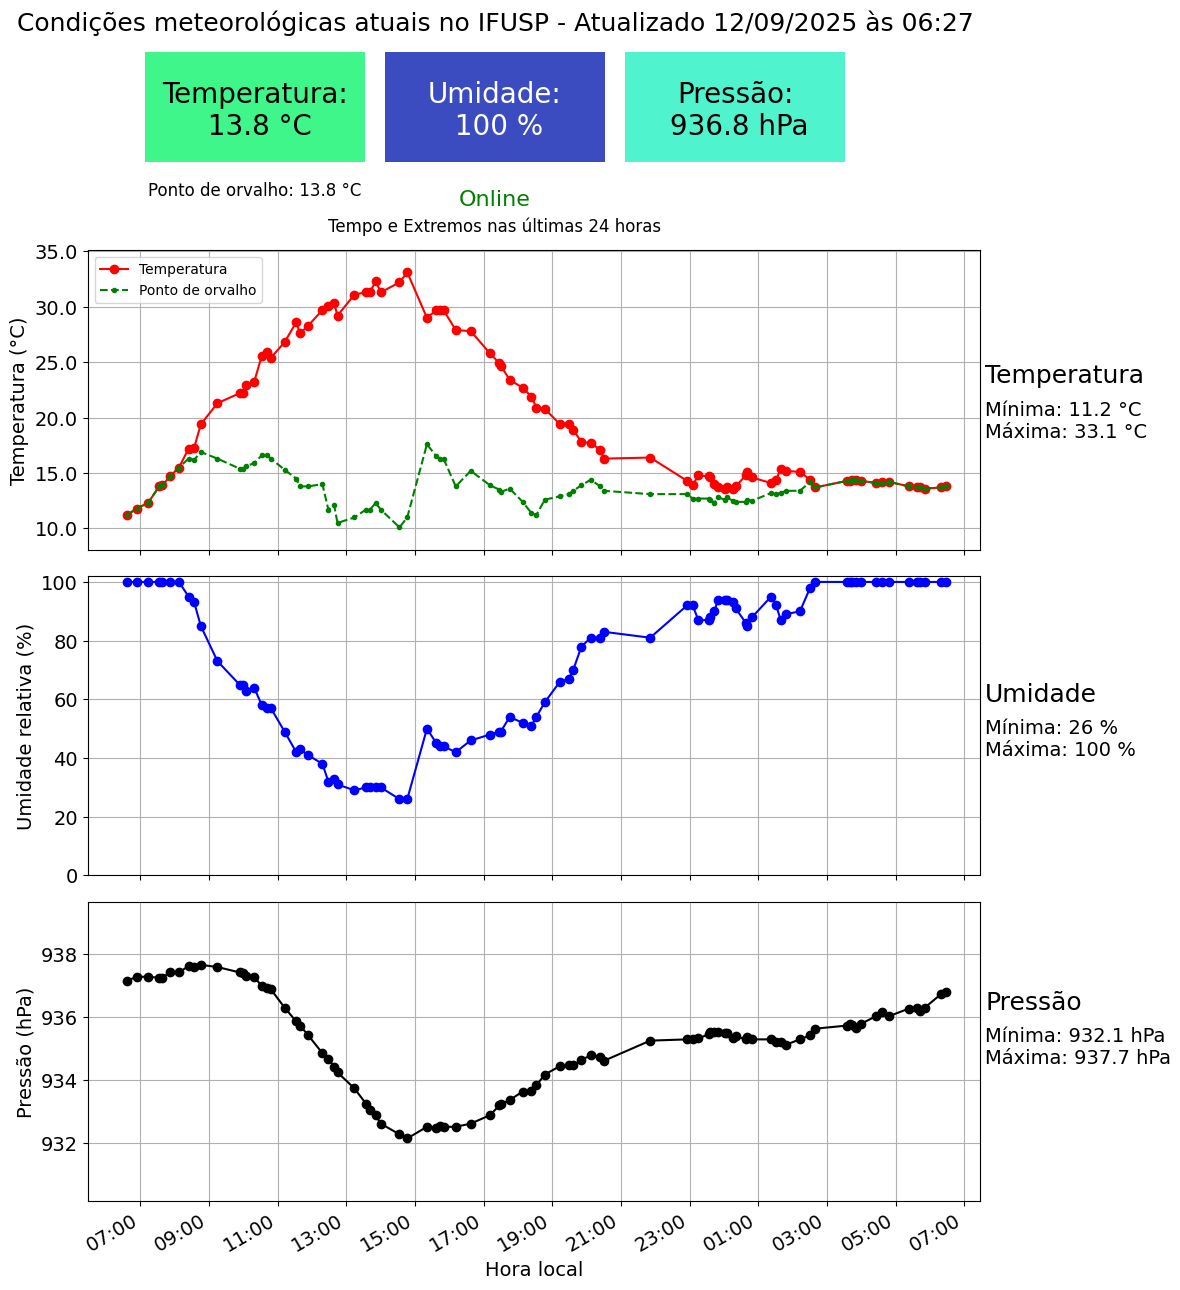 Condições meteorológicas atuais no IFUSP - Atualizado 12/09/2025 às 06:27
Temperatura:
13.8 °C
Umidade:
100 %
Pressão:
936.8 hPa
Ponto de orvalho: 13.8 °C
Online
Tempo e Extremos nas últimas 24 horas
35.0
30.0
25.0
20.0
15.0
10.0
Temperatura (°C)
Temperatura
Ponto de orvalho
Temperatura
Mínima: 11.2 °C
Máxima: 33.1 °C
100
80
60
40
20
0
Umidade relativa (%)
Umidade
Mínima: 26 %
Máxima: 100 %
938
936
934
932
Pressão (hPa)
Pressão
Mínima: 932.1 hPa
Máxima: 937.7 hPa
07:00
09:00
11:00
13:00
15:00
17:00
19:00
21:00
23:00
01:00
03:00
05:00
07:00
Hora local